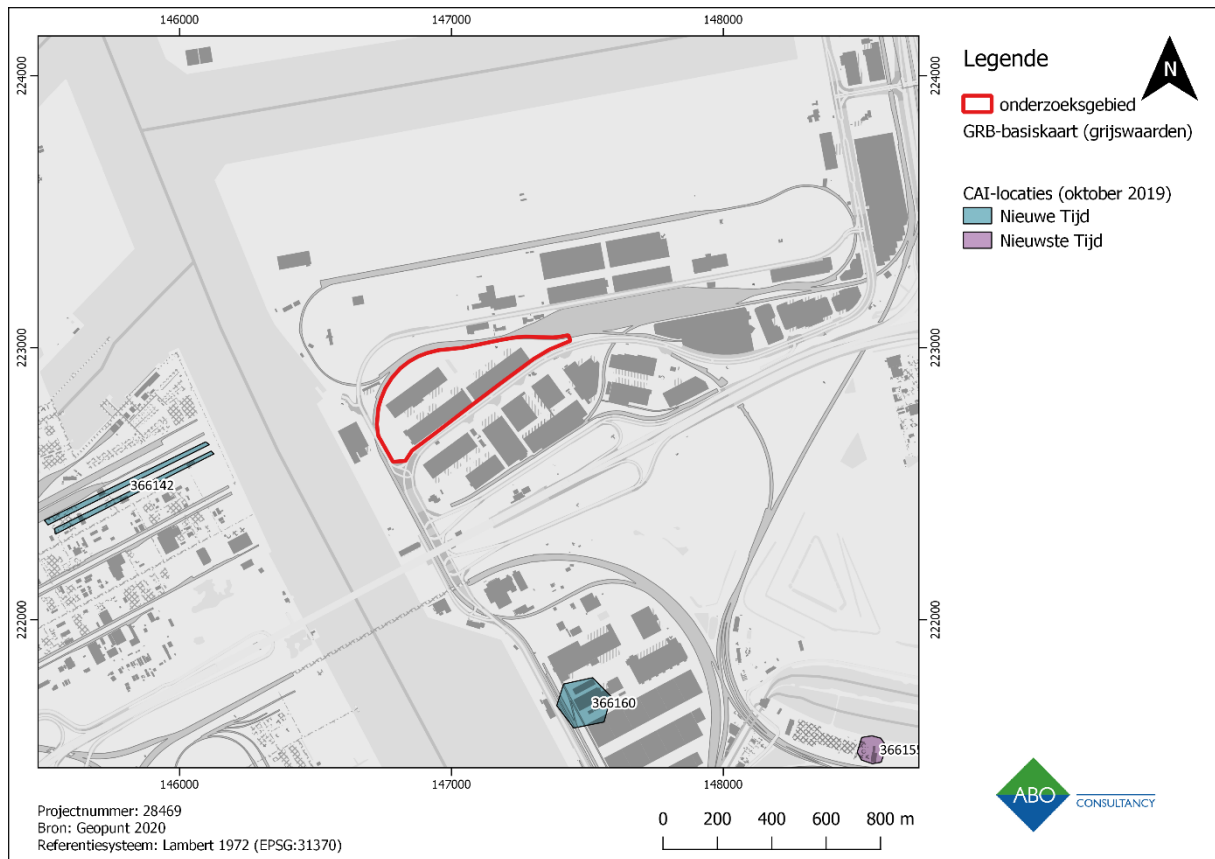 146000
147000
148000
224000
224000
Legende
N
onderzoeksgebied
GRB-basiskaart (grijswaarden)
CAI-locaties (oktober 2019)
Nieuwe Tijd
Nieuwste Tijd
223000
223000
366142
222000
222000
366160
366155
146000
147000
148000
Projectnummer: 28469
Bron: Geopunt 2020
Referentiesysteem: Lambert 1972 (EPSG:31370)
0 200 400 600 800 m
ABO CONSULTANCY